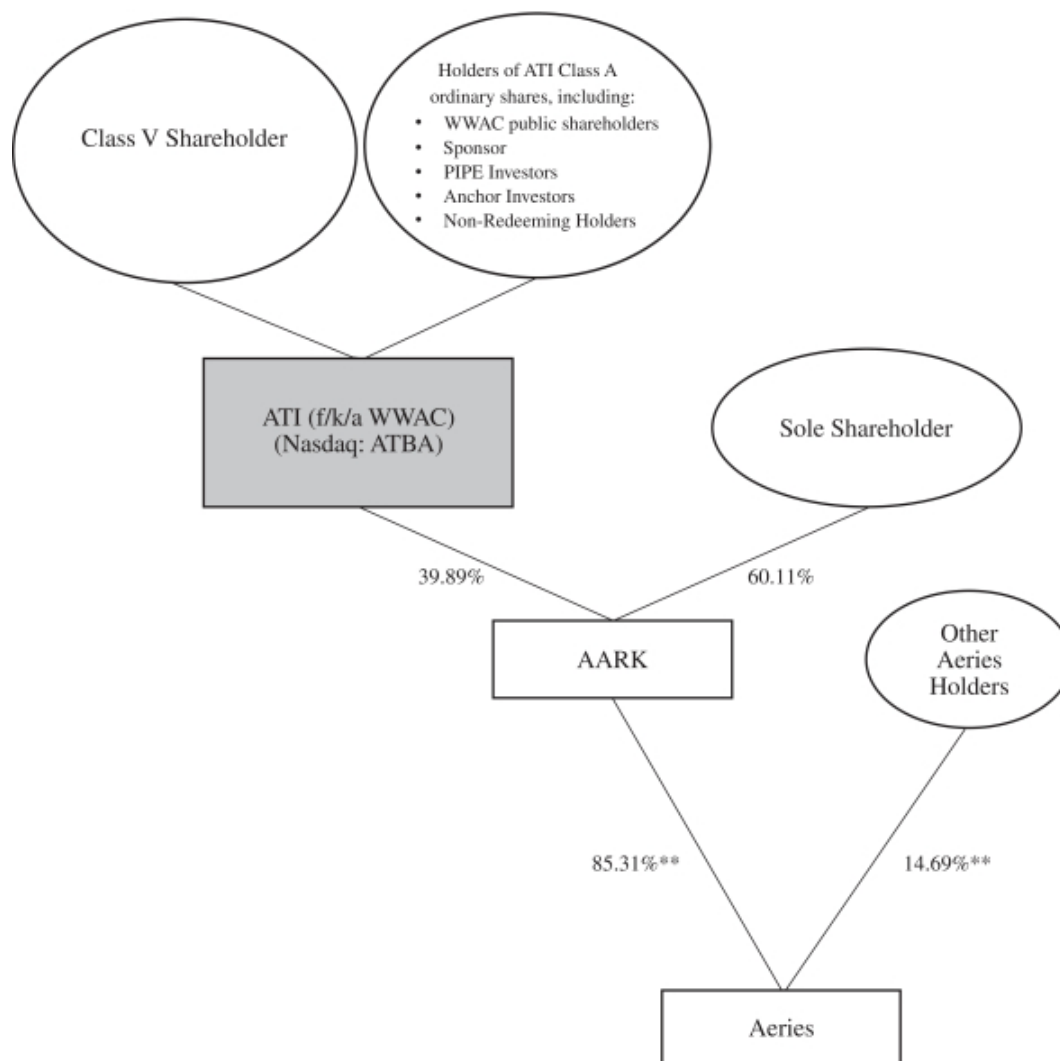 Class V Shareholder
Holders of ATI Class A
ordinary shares, including:
• WWAC public shareholders
• Sponsor
• PIPE Investors
• Anchor Investors
• Non-Redeeming Holders
ATI (f/k/a WWAC)
(Nasdaq: ATBA)
Sole Shareholder
39.89%
60.11%
AARK
Other
Aeries
Holders
85.31%**
14.69%**
Aeries